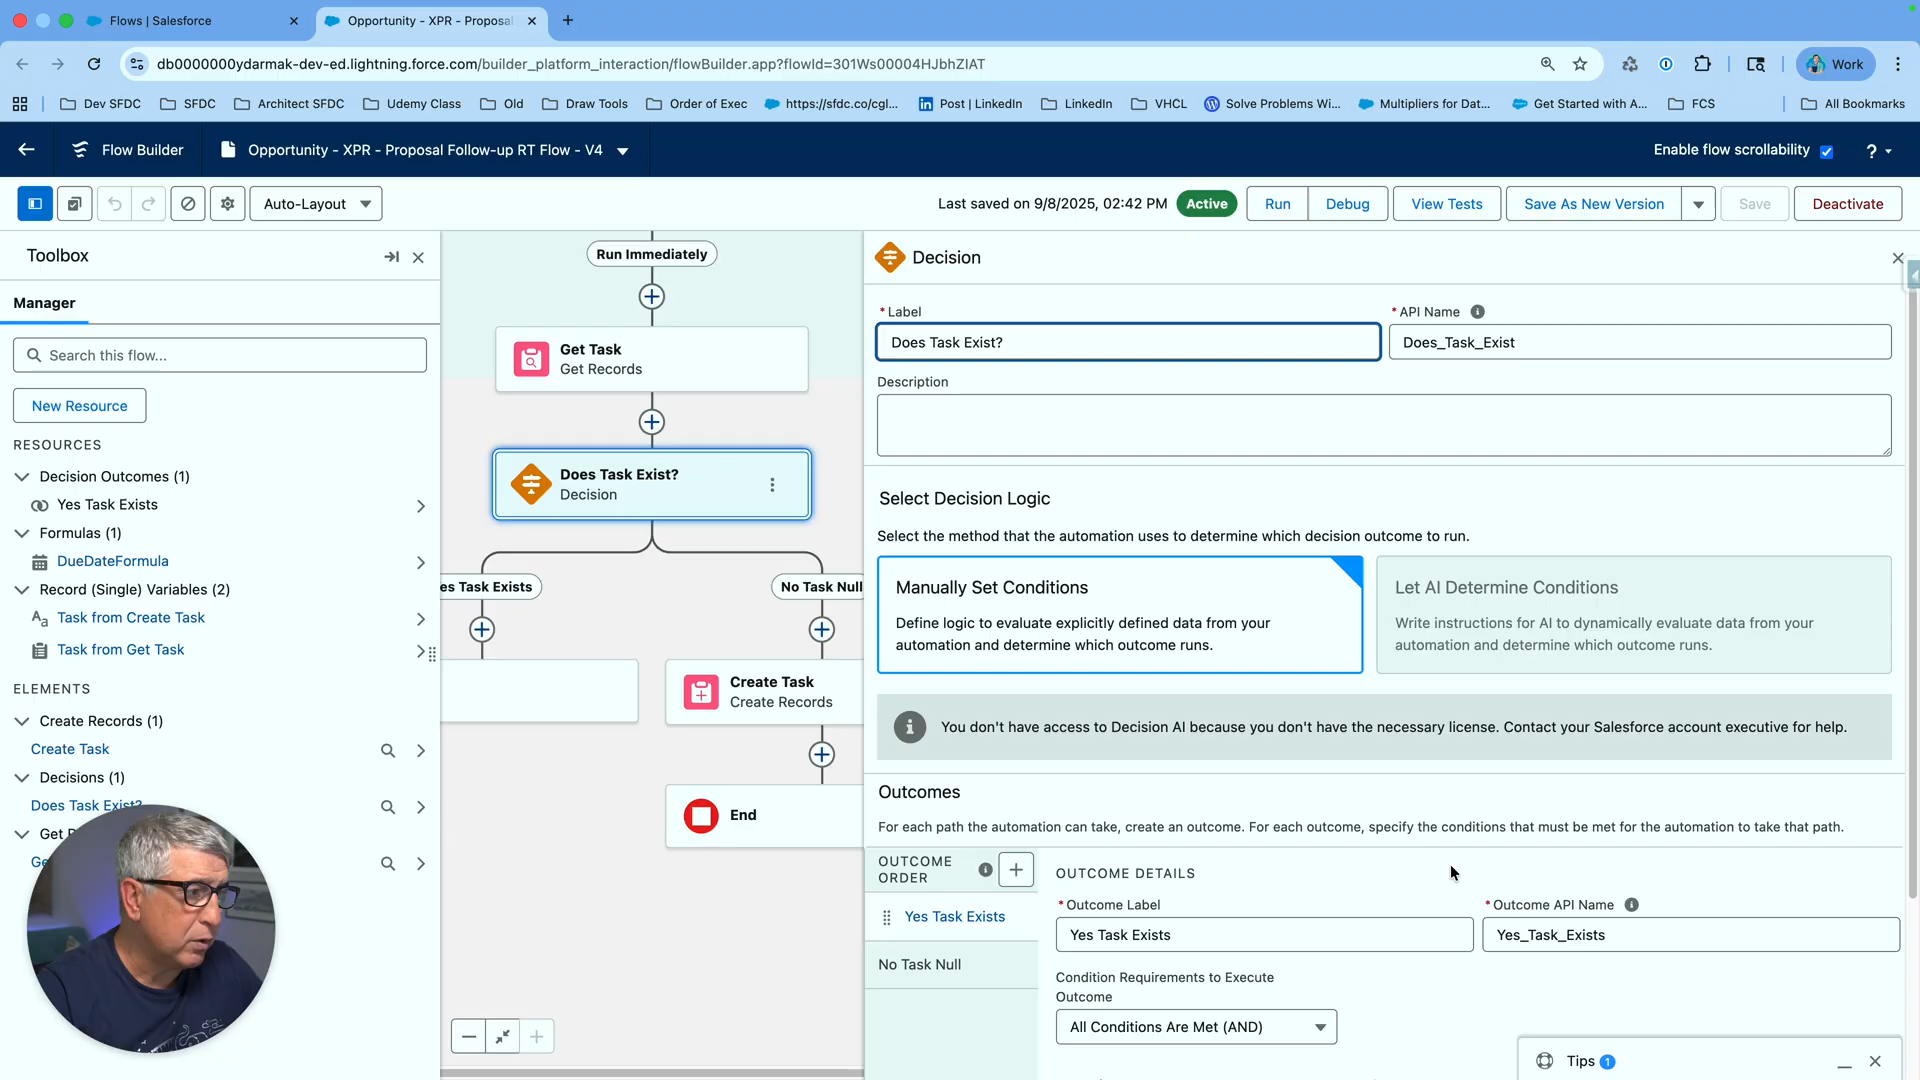 Flows | Salesforce
Opportunity - XPR - Proposal
db0000000ydarmak-dev-ed.lightning.force.com/builder_platform_interaction/flowBuilder.app?flowId=301Ws00004HJbhZIAT
Work
Dev SFDC
SFDC
Architect SFDC
Udemy Class
Old
Draw Tools
Order of Exec
https://sfdc.co/cgl...
Post | LinkedIn
LinkedIn
VHCL
Solve Problems Wi...
Multipliers for Dat...
Get Started with A...
FCS
All Bookmarks
Flow Builder
Opportunity - XPR - Proposal Follow-up RT Flow - V4
Enable flow scrollability
?
Auto-Layout
Last saved on 9/8/2025, 02:42 PM
Active
Run
Debug
View Tests
Save As New Version
Save
Deactivate
Toolbox
Manager
Search this flow...
New Resource
RESOURCES
Decision Outcomes (1)
Yes Task Exists
Formulas (1)
DueDateFormula
Record (Single) Variables (2)
Task from Create Task
Task from Get Task
ELEMENTS
Create Records (1)
Create Task
Decisions (1)
Does Task Exist?
Get
Run Immediately
Get Task
Get Records
Does Task Exist?
Decision
es Task Exists
No Task Null
Create Task
Create Records
End
Decision
* Label
* API Name
Does Task Exist?
Does_Task_Exist
Description
Select Decision Logic
Select the method that the automation uses to determine which decision outcome to run.
Manually Set Conditions
Define logic to evaluate explicitly defined data from your
automation and determine which outcome runs.
Let AI Determine Conditions
Write instructions for AI to dynamically evaluate data from your
automation and determine which outcome runs.
You don't have access to Decision AI because you don't have the necessary license. Contact your Salesforce account executive for help.
Outcomes
For each path the automation can take, create an outcome. For each outcome, specify the conditions that must be met for the automation to take that path.
OUTCOME
ORDER
Yes Task Exists
No Task Null
OUTCOME DETAILS
* Outcome Label
* Outcome API Name
Yes Task Exists
Yes_Task_Exists
Condition Requirements to Execute
Outcome
All Conditions Are Met (AND)
Tips 1